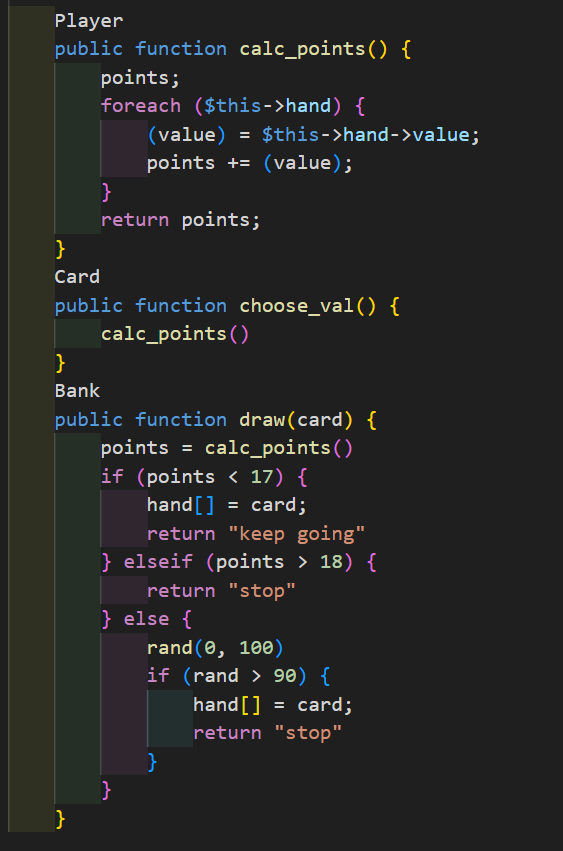 Player
public function calc_points() {
points;
foreach ($this->hand) {
(value) = $this->hand->value;
points += (value);
}
return points;
}
Card
public function choose_val() {
calc_points()
}
Bank
public function draw(card) {
points = calc_points()
if (points < 17) {
hand[] = card;
return "keep going"
} elseif (points > 18) {
return "stop"
} else {
rand(0, 100)
if (rand > 90) {
hand[] = card;
return "stop"
}
}
}